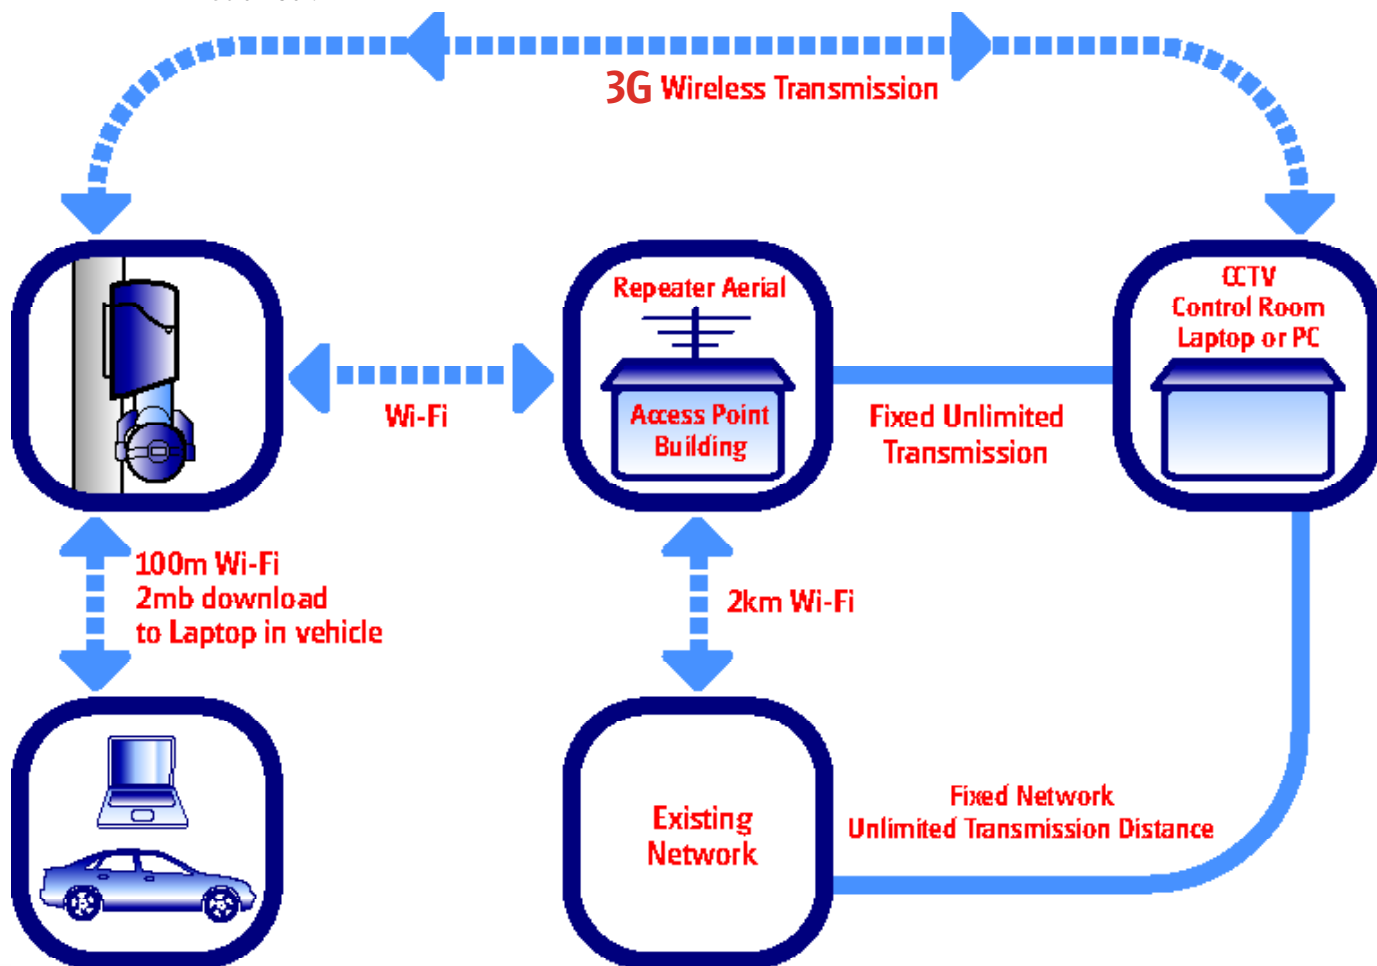 3G Wireless Transmission
Repeater Aerial
CCTV
Control Room
Laptop or PC
Access Point
Building
Wi-Fi
Fixed Unlimited
Transmission
100m Wi-Fi
2mb download
to Laptop in vehicle
2km Wi-Fi
Existing
Network
Fixed Network
Unlimited Transmission Distance